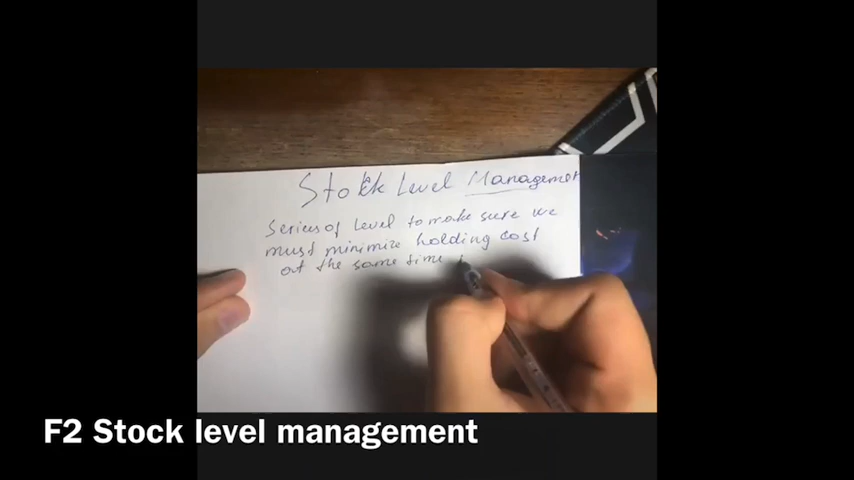 Stock Level Management
Series of Level to make sure we
must minimize holding cost
at the same time
F2 Stock level management